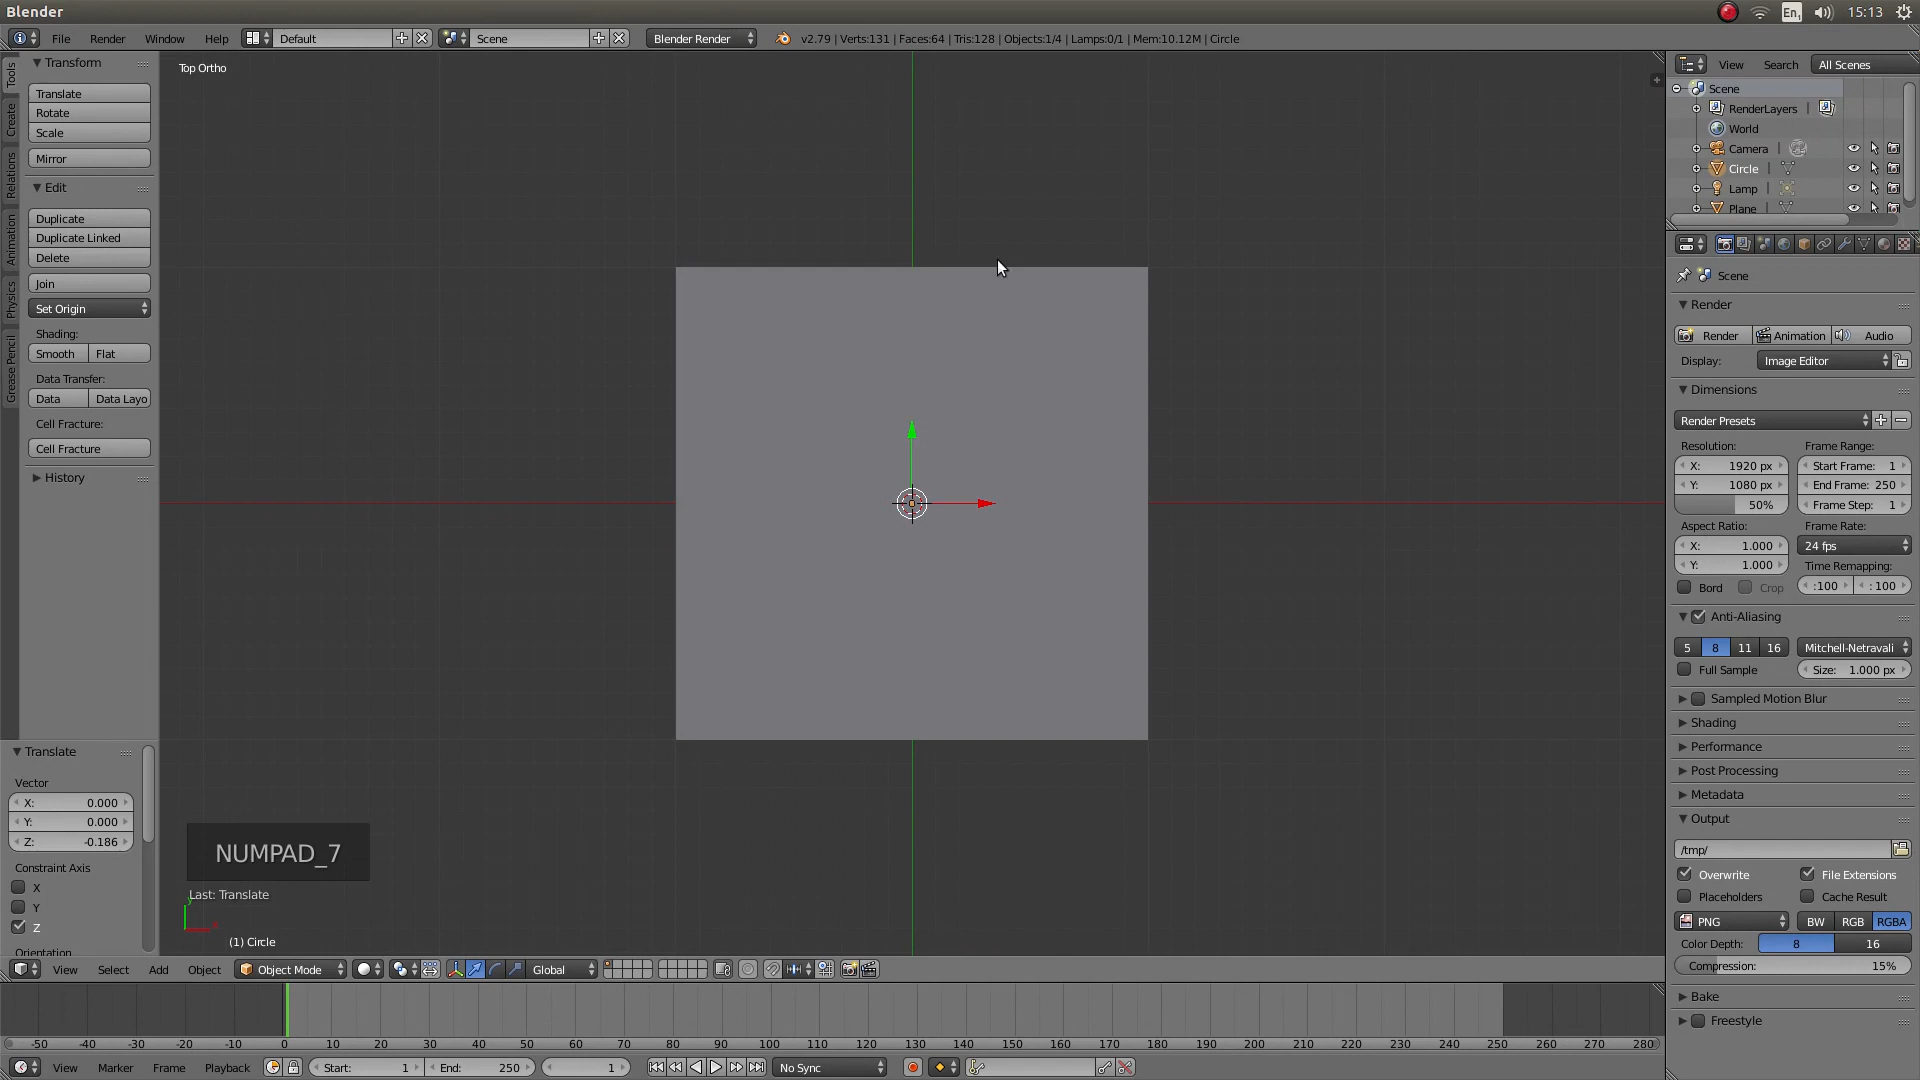 Blender
En1
15:13
File Render Window Help Default Scene Blender Render v2.79 | Verts:131 | Faces:64 | Tris:128 | Objects:1/4 | Lamps:0/1 | Mem:10.12M | Circle
Tools
Create
Relations
Animation
Physics
Grease Pencil
Transform
Translate
Rotate
Scale
Mirror
Edit
Duplicate
Duplicate Linked
Delete
Join
Set Origin
Shading:
Smooth Flat
Data Transfer:
Data Data Layo
Cell Fracture:
Cell Fracture
History
Translate
Vector
X: 0.000
Y: 0.000
Z: -0.186
Constraint Axis
X
Y
Z
Orientation
Top Ortho
NUMPAD_7
Last: Translate
y
x
(1) Circle
View Select Add Object Object Mode Global
-50 -40 -30 -20 -10 0 10 20 30 40 50 60 70 80 90 100 110 120 130 140 150 160 170 180 190 200 210 220 230 240 250 260 270 280
View Marker Frame Playback Start: 1 End: 250 1 No Sync
View Search All Scenes
Scene
RenderLayers |
World
Camera |
Circle |
Lamp |
Plane |
Scene
Render
Render Animation Audio
Display: Image Editor
Dimensions
Render Presets
Resolution: Frame Range:
X: 1920 px Start Frame: 1
Y: 1080 px End Frame: 250
50% Frame Step: 1
Aspect Ratio: Frame Rate:
X: 1.000 24 fps
Y: 1.000 Time Remapping:
Bord Crop :100 : 100
Anti-Aliasing
5 8 11 16 Mitchell-Netravali
Full Sample Size: 1.000 px
Sampled Motion Blur
Shading
Performance
Post Processing
Metadata
Output
/tmp/
Overwrite File Extensions
Placeholders Cache Result
PNG BW RGB RGBA
Color Depth: 8 16
Compression: 15%
Bake
Freestyle